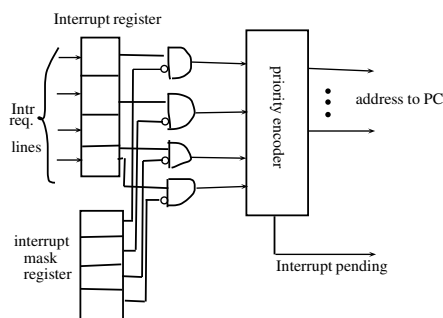 Interrupt register
Intr
req.
lines
priority encoder
address to PC
interrupt
mask
register
Interrupt pending